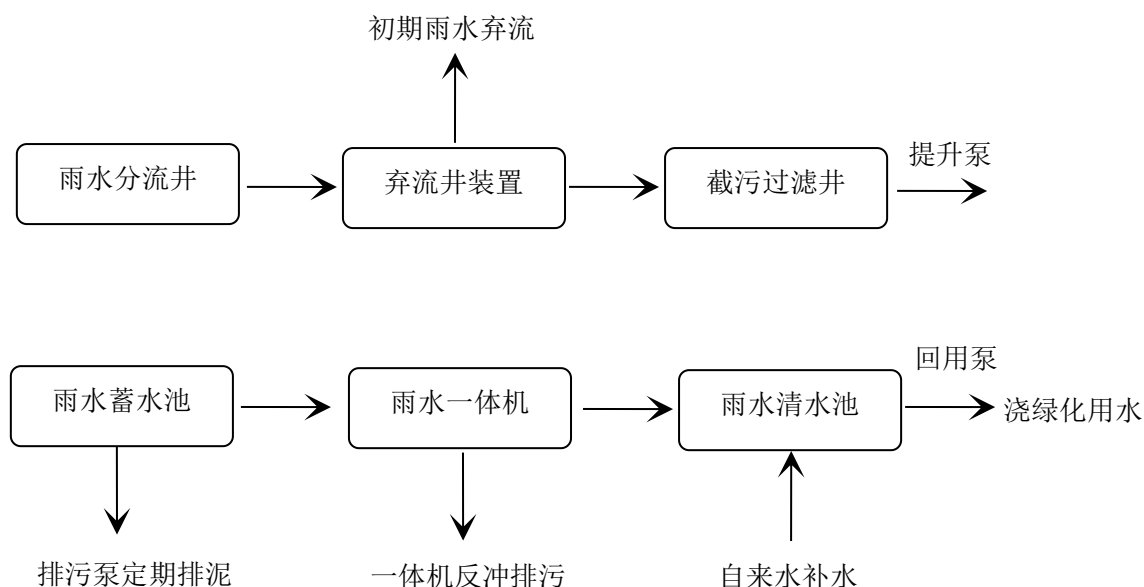 初期雨水弃流
雨水分流井
弃流井装置
截污过滤井
提升泵
雨水蓄水池
雨水一体机
雨水清水池
回用泵
浇绿化用水
排污泵定期排泥
一体机反冲排污
自来水补水